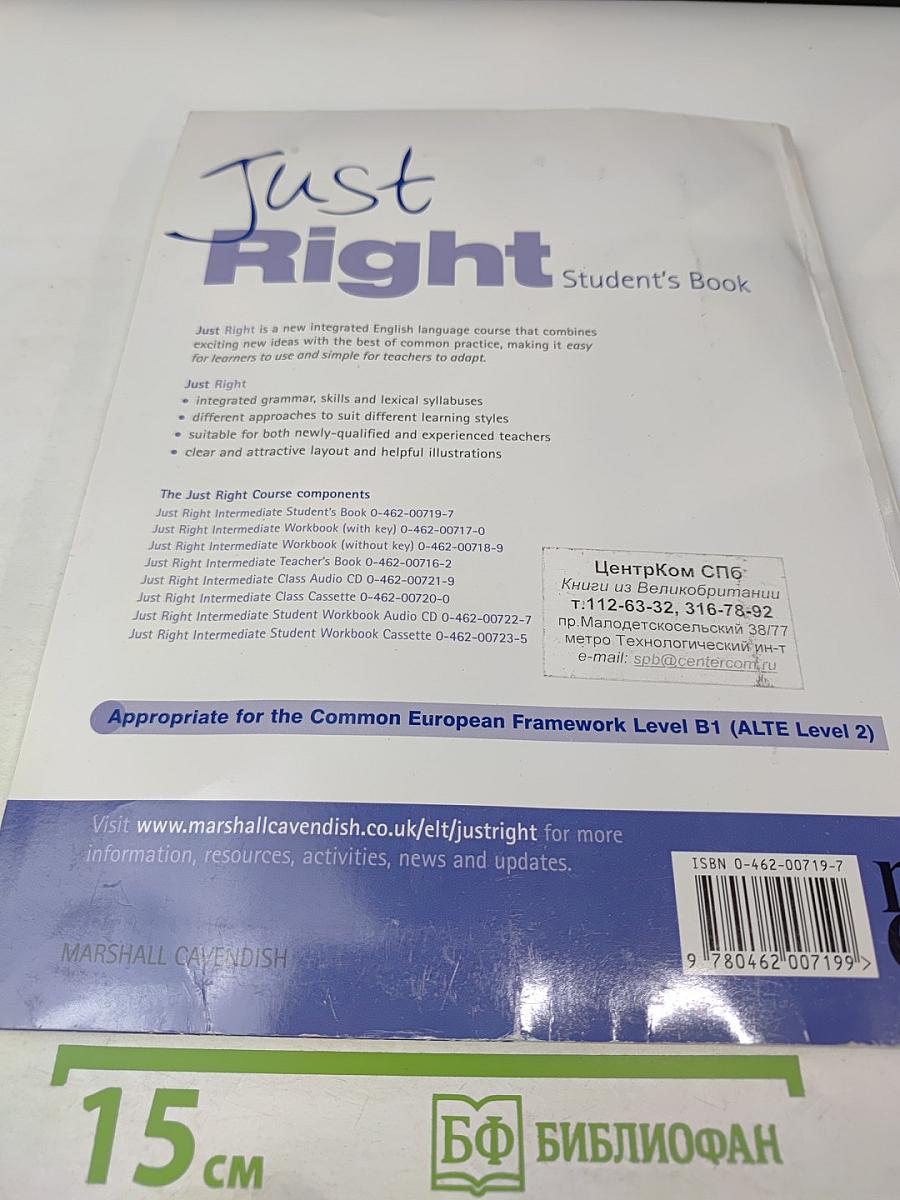 Just
Right Student's Book
Just Right is a new integrated English language course that combines
exciting new ideas with the best of common practice, making it easy
for learners to use and simple for teachers to adapt.
Just Right
• integrated grammar, skills and lexical syllabuses
• different approaches to suit different learning styles
• suitable for both newly-qualified and experienced teachers
• clear and attractive layout and helpful illustrations
The Just Right Course components
Just Right Intermediate Student's Book 0-462-00719-7
Just Right Intermediate Workbook (with key) 0-462-00717-0
Just Right Intermediate Workbook (without key) 0-462-00718-9
Just Right Intermediate Teacher's Book 0-462-00716-2
Just Right Intermediate Class Audio CD 0-462-00721-9
Just Right Intermediate Class Cassette 0-462-00720-0
Just Right Intermediate Student Workbook Audio CD 0-462-00722-7
Just Right Intermediate Student Workbook Cassette 0-462-00723-5
ЦентрКом СПб
Книги из Великобритании
т.112-63-32, 316-78-92
пр.Малодетскосельский 38/77
метро Технологический ин-т
e-mail: spb@centercom.ru
Appropriate for the Common European Framework Level B1 (ALTE Level 2)
Visit www.marshallcavendish.co.uk/elt/justright for more
information, resources, activities, news and updates.
ISBN 0-462-00719-7
9 780462 007199 >
MARSHALL CAVENDISH
15 см
БФ БИБЛИОФАН